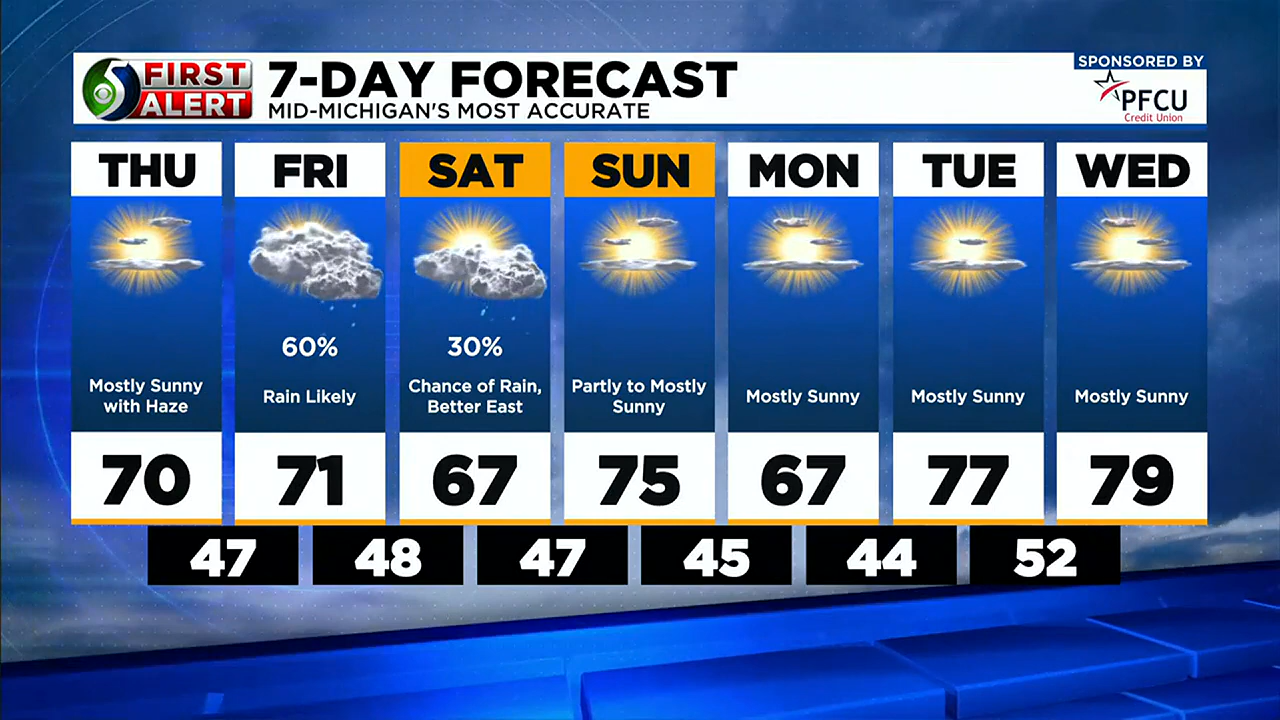 5 FIRST ALERT
7-DAY FORECAST
MID-MICHIGAN'S MOST ACCURATE
SPONSORED BY
PFCU
Credit Union
THU FRI SAT SUN MON TUE WED
60% 30%
Mostly Sunny
with Haze
Rain Likely
Chance of Rain,
Better East
Partly to Mostly
Sunny
Mostly Sunny
Mostly Sunny
Mostly Sunny
70 71 67 75 67 77 79
47 48 47 45 44 52